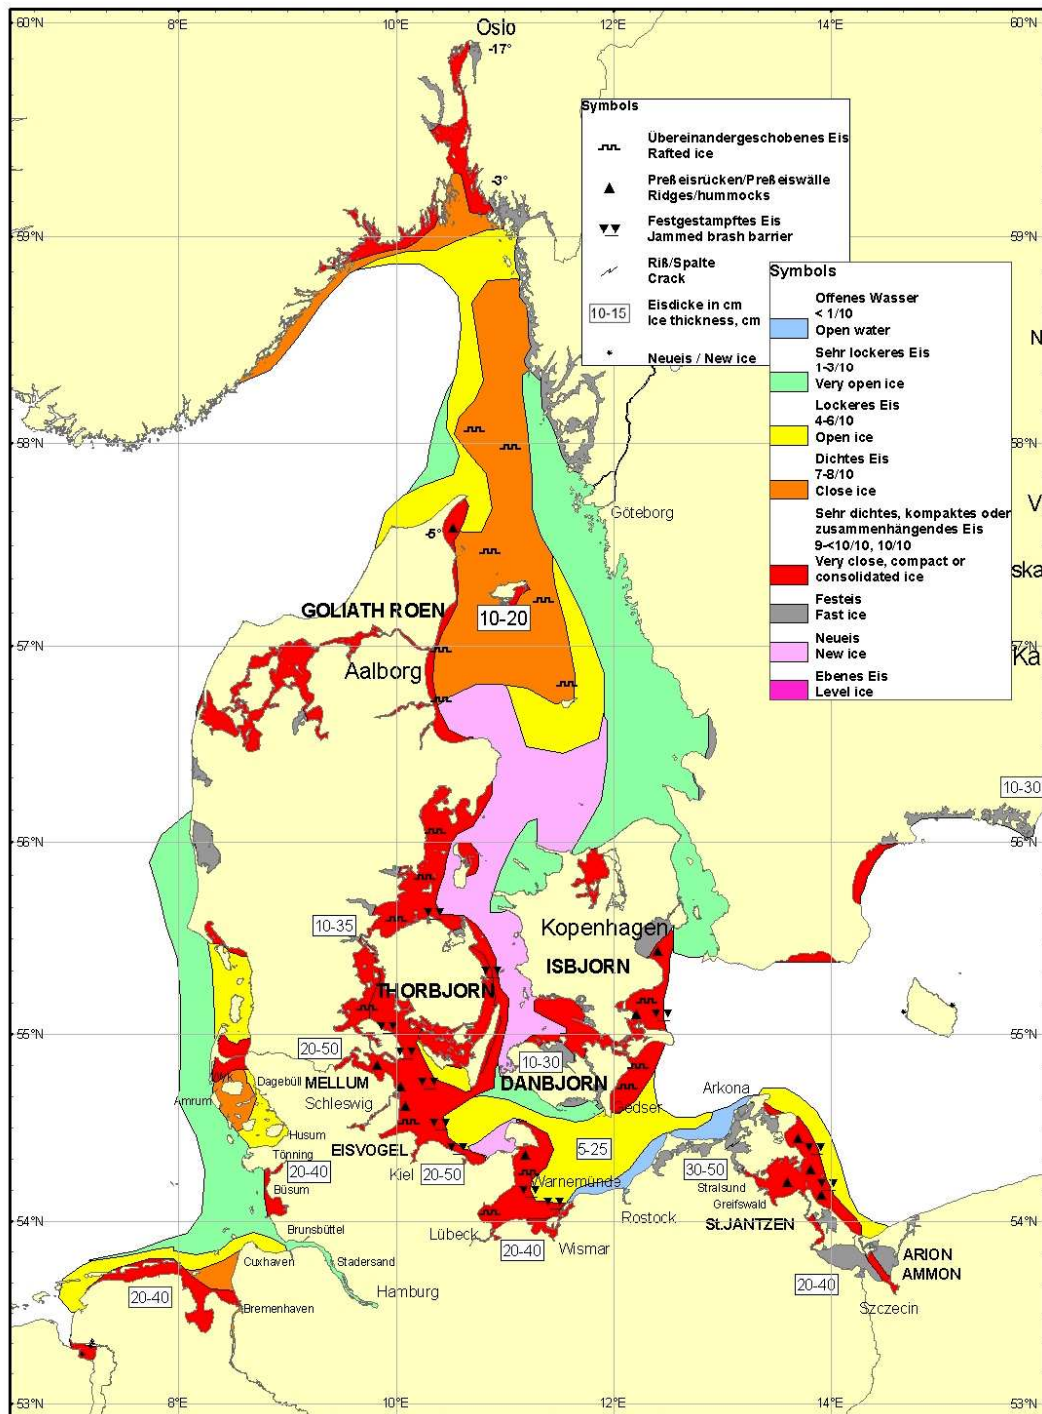 60°N
8°E
10°E
12°E
14°E
60°N
Oslo
-17°
-3°
59°N
Symbols
Übereinandergeschobenes Eis
Rafted ice
Preßeisrücken/Preßeiswälle
Ridges/hummocks
Festgestampftes Eis
Jammed brash barrier
Riß/Spalte
Crack
10-15
Eisdicke in cm
Ice thickness, cm
Neueis / New ice
Symbols
Offenes Wasser
< 1/10
Open water
Sehr lockeres Eis
1-3/10
Very open ice
Lockeres Eis
4-6/10
Open ice
Dichtes Eis
7-8/10
Close ice
Sehr dichtes, kompaktes oder
zusammenhängendes Eis
9-<10/10, 10/10
Very close, compact or
consolidated ice
Festeis
Fast ice
Neueis
New ice
Ebenes Eis
Level ice
N
58°N
58°N
V
Göteborg
-5°
ska
GOLIATH ROEN
10-20
57°N
57°N
Ka
Aalborg
10-30
56°N
56°N
10-35
Kopenhagen
ISBJORN
THORBJORN
55°N
55°N
20-50
10-30
MELLUM
DANBJORN
Dagebüll
Amrum
Schleswig
Gedser
Arkona
Husum
Tönning
EISVOGEL
5-25
Kiel
20-50
20-40
Büsum
Warnemünde
30-50
Stralsund
Greifswald
Rostock
St.JANTZEN
54°N
54°N
Brunsbüttel
Lübeck
20-40
Wismar
Cuxhaven
Stadersand
ARION
AMMON
20-40
20-40
Hamburg
Bremenhaven
Szczecin
53°N
8°E
10°E
12°E
14°E
53°N